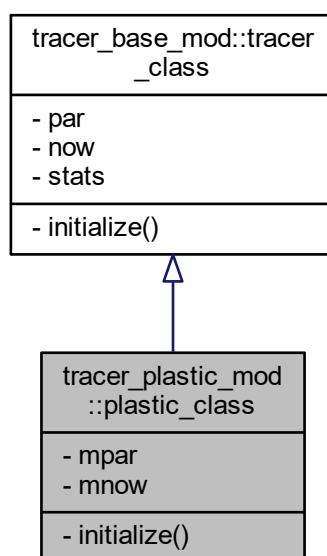 tracer_base_mod::tracer
_class
- par
- now
- stats
- initialize()
tracer_plastic_mod
::plastic_class
- mpar
- mnow
- initialize()